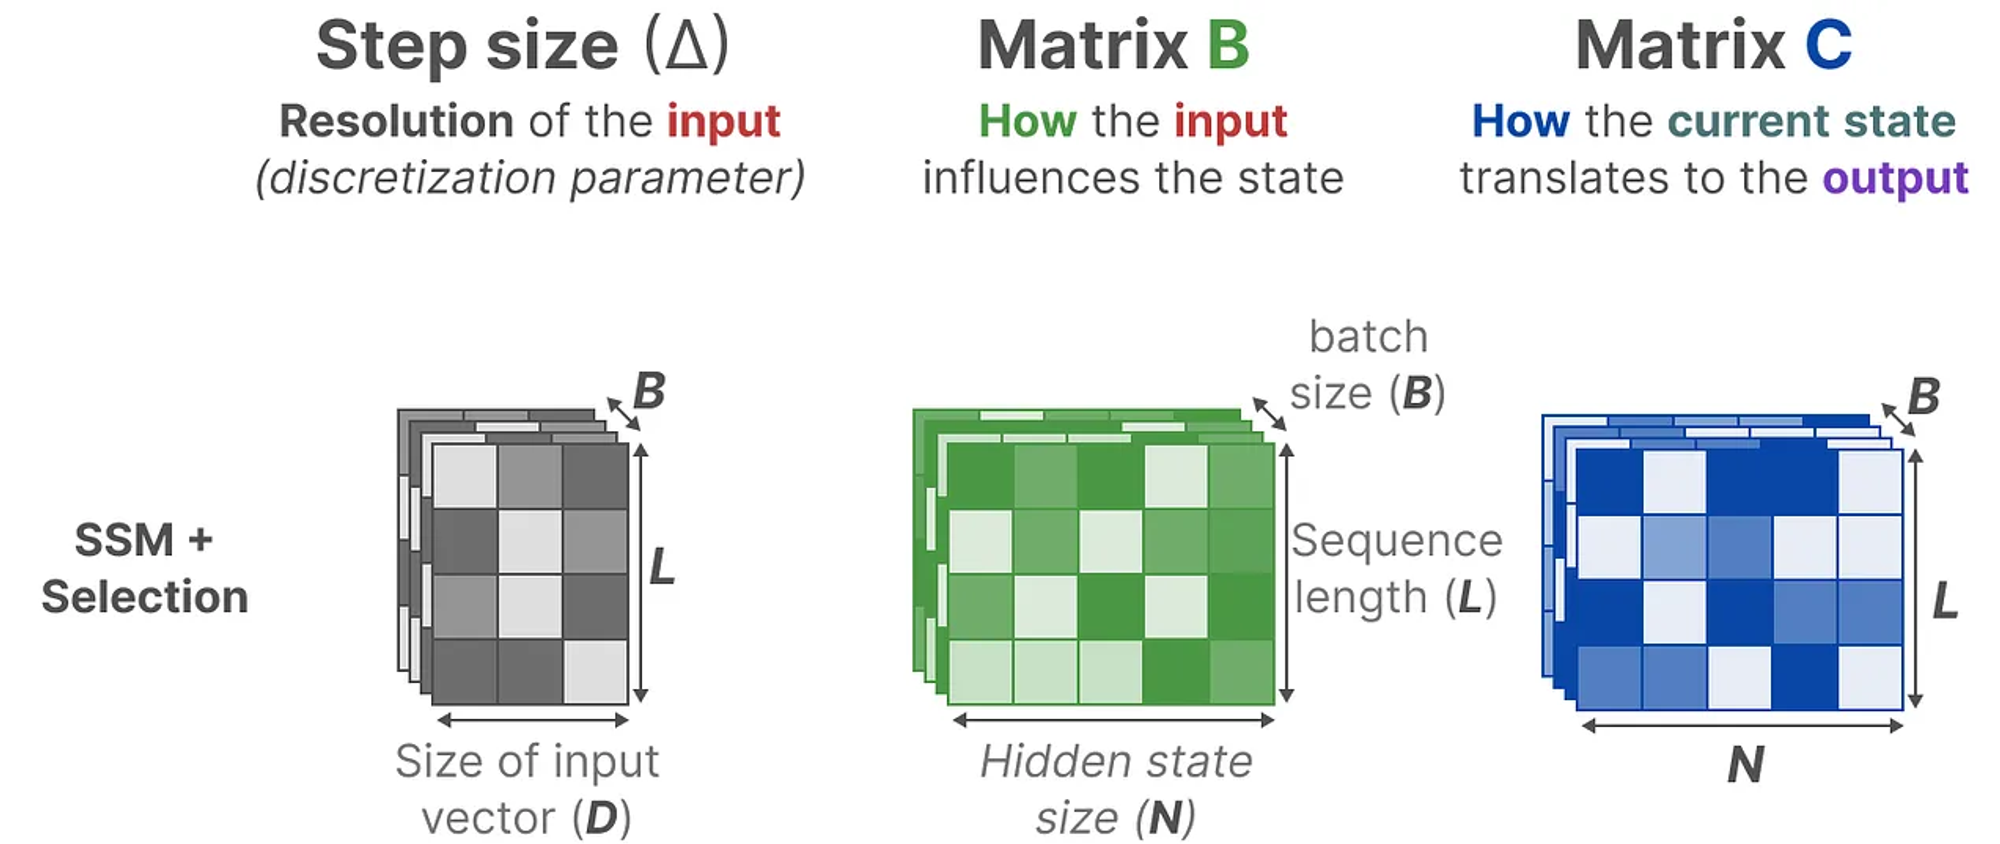 Step size (Δ)
Resolution of the input
(discretization parameter)
Matrix B
How the input
influences the state
Matrix C
How the current state
translates to the output
SSM +
Selection
B
L
Size of input
vector (D)
batch
size (B)
Sequence
length (L)
Hidden state
size (N)
B
L
N